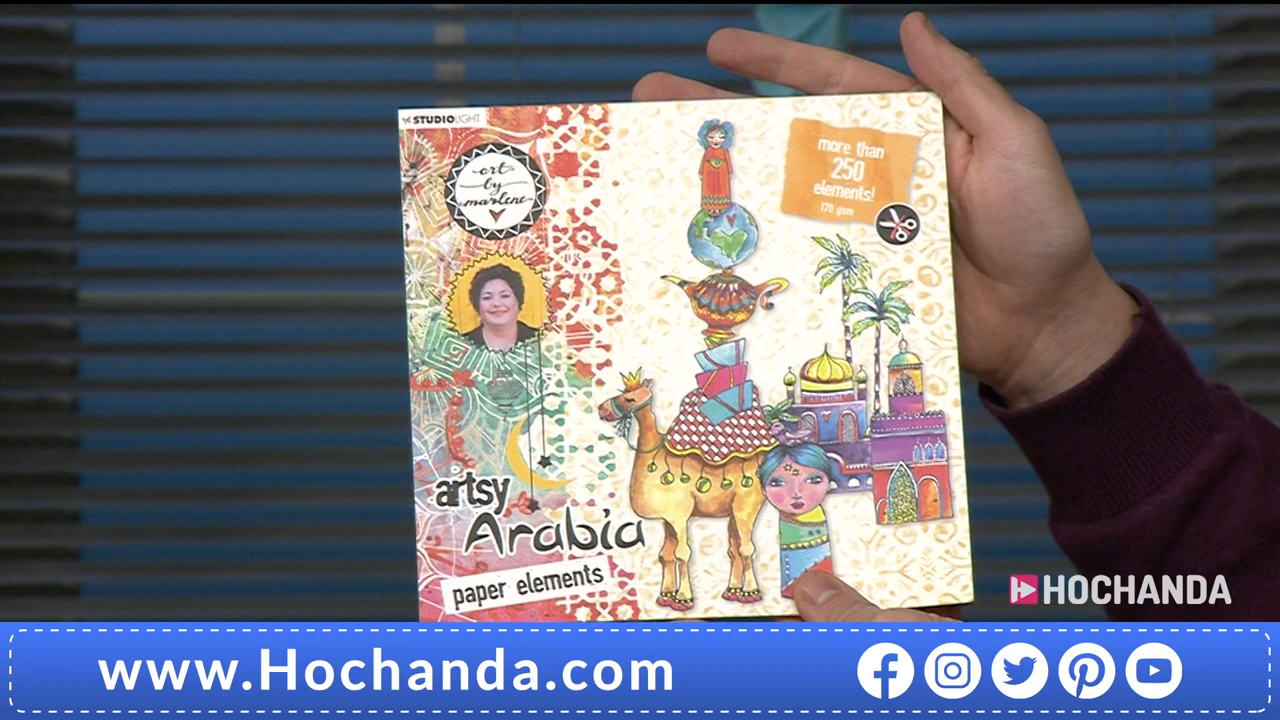 STUDIOLIGHT
art
by
marlene
more than
250
elements!
170 gsm
artsy
Arabia
paper elements
HOCHANDA
www.Hochanda.com